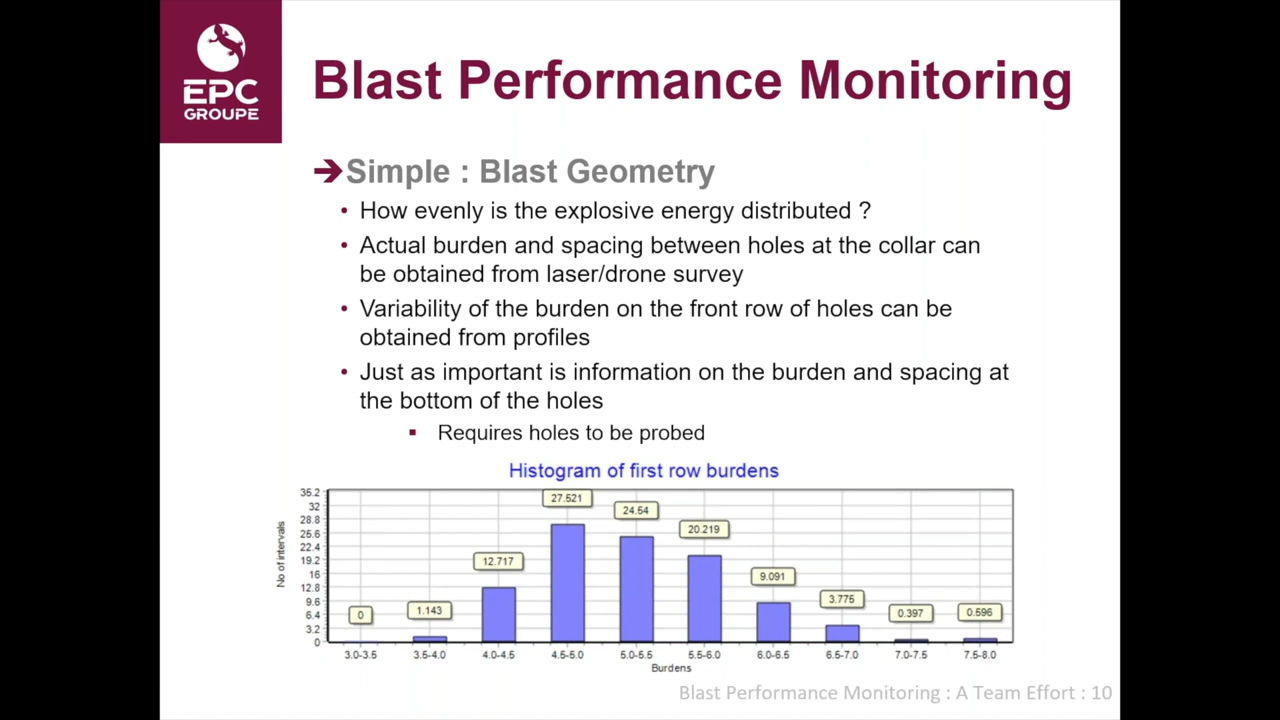 EPC
GROUPE
Blast Performance Monitoring
➔Simple : Blast Geometry
• How evenly is the explosive energy distributed ?
• Actual burden and spacing between holes at the collar can
be obtained from laser/drone survey
• Variability of the burden on the front row of holes can be
obtained from profiles
• Just as important is information on the burden and spacing at
the bottom of the holes
▪ Requires holes to be probed
Histogram of first row burdens
No of intervals
35.2
32
28.8
25.6
22.4
19.2
16
12.8
9.6
6.4
3.2
0
0
1.143
12.717
27.521
24.54
20.219
9.091
3.775
0.397
0.596
3.0-3.5 3.5-4.0 4.0-4.5 4.5-5.0 5.0-5.5 5.5-6.0 6.0-6.5 6.5-7.0 7.0-7.5 7.5-8.0
Burdens
Blast Performance Monitoring : A Team Effort : 10